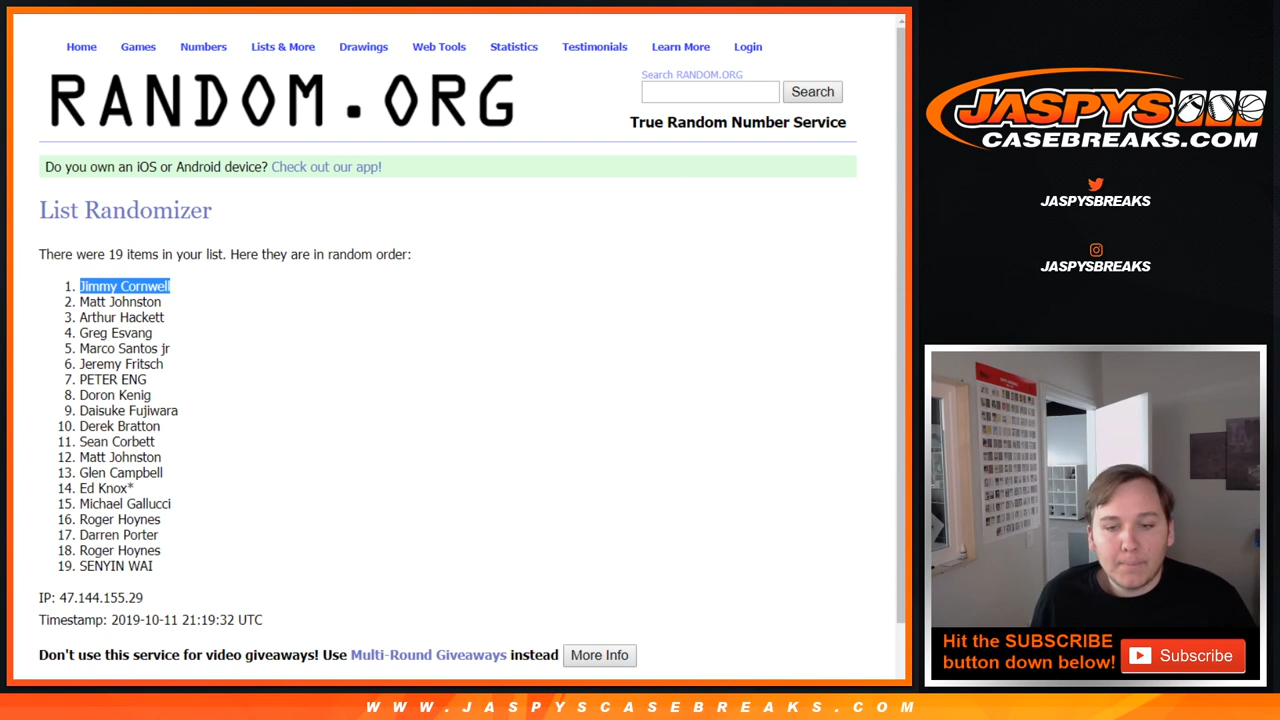 Home Games Numbers Lists & More Drawings Web Tools Statistics Testimonials Learn More Login
RANDOM.ORG
Search RANDOM.ORG
Search
True Random Number Service
Do you own an iOS or Android device? Check out our app!
List Randomizer
There were 19 items in your list. Here they are in random order:
1. Jimmy Cornwell
2. Matt Johnston
3. Arthur Hackett
4. Greg Esvang
5. Marco Santos jr
6. Jeremy Fritsch
7. PETER ENG
8. Doron Kenig
9. Daisuke Fujiwara
10. Derek Bratton
11. Sean Corbett
12. Matt Johnston
13. Glen Campbell
14. Ed Knox*
15. Michael Gallucci
16. Roger Hoynes
17. Darren Porter
18. Roger Hoynes
19. SENYIN WAI
IP: 47.144.155.29
Timestamp: 2019-10-11 21:19:32 UTC
Don't use this service for video giveaways! Use Multi-Round Giveaways instead More Info
JASPYS
CASEBREAKS.COM
JASPYSBREAKS
JASPYSBREAKS
Hit the SUBSCRIBE
button down below!
Subscribe
WWW.JASPYSCASEBREAKS.COM